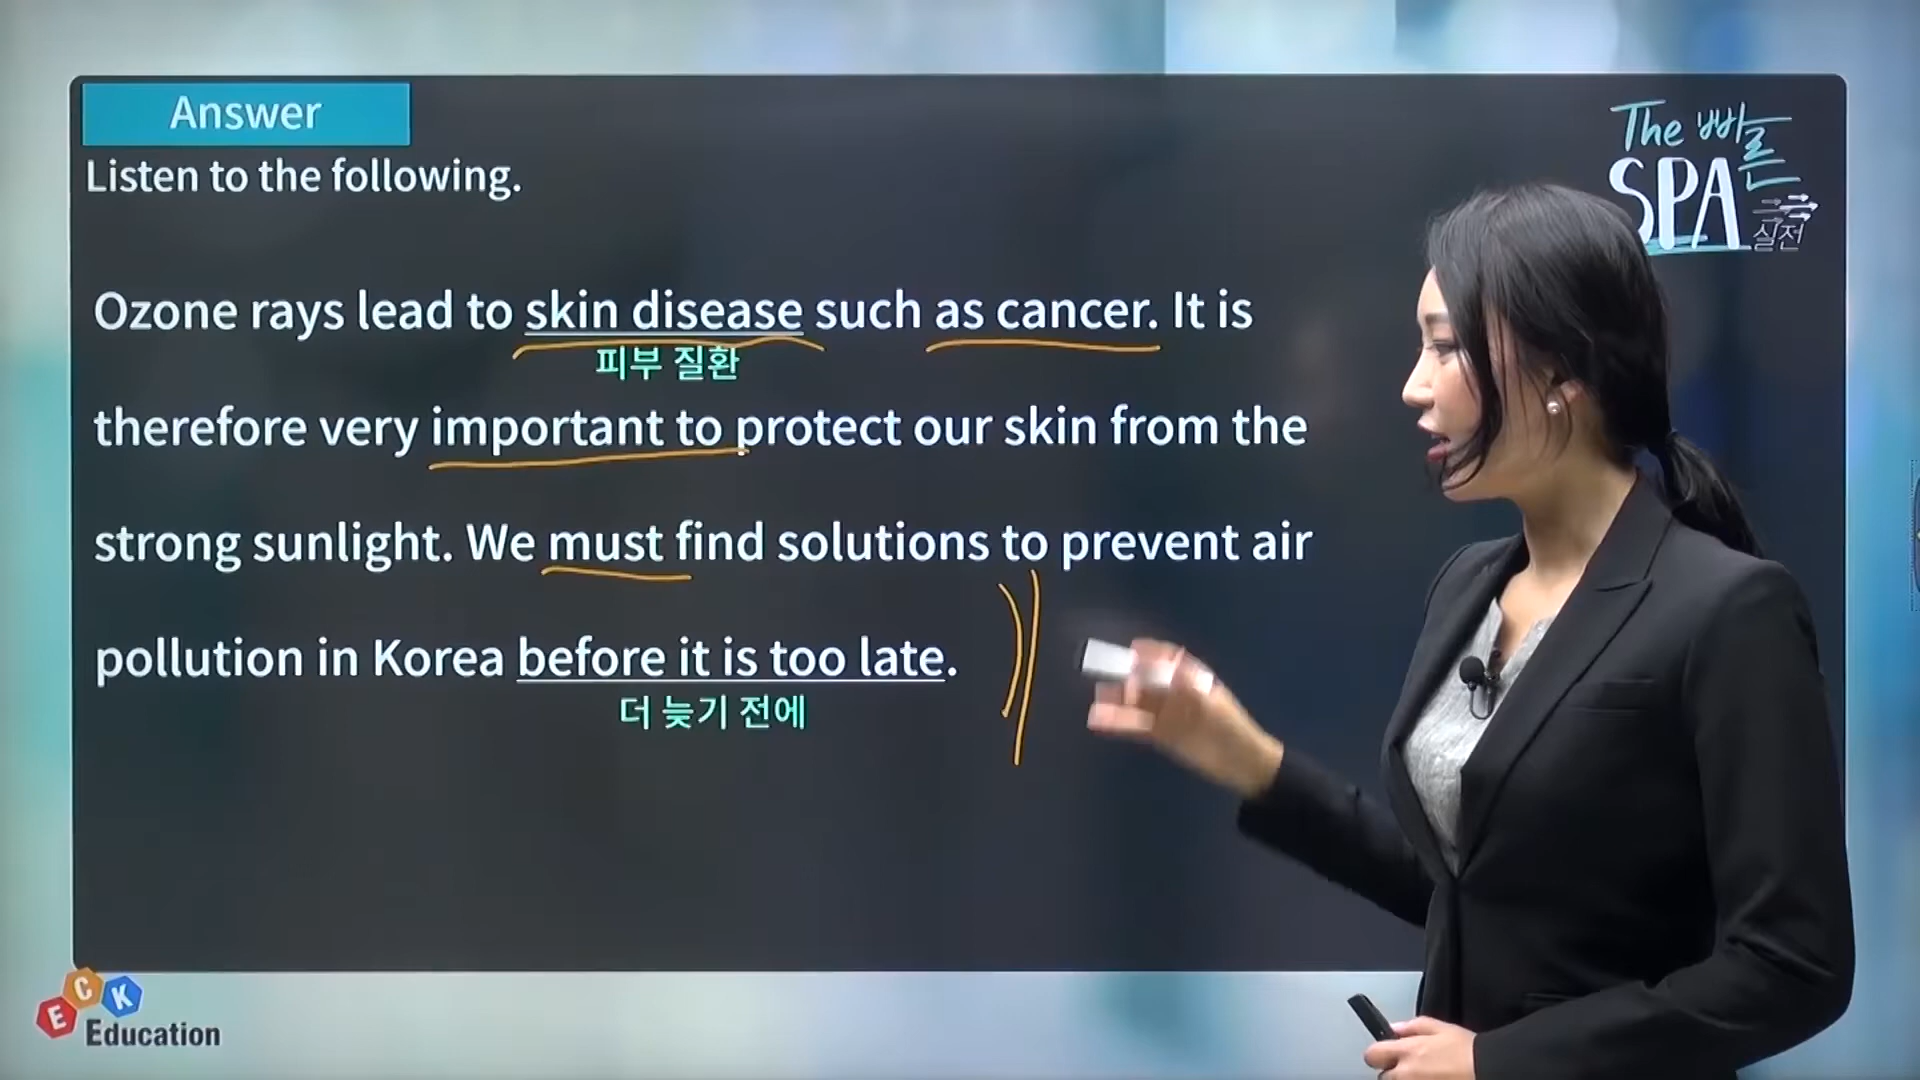 Answer
The 빠른
SPA
실전
Listen to the following.
Ozone rays lead to skin disease such as cancer. It is
피부 질환
therefore very important to protect our skin from the
strong sunlight. We must find solutions to prevent air
pollution in Korea before it is too late.
더 늦기 전에
ECK
Education